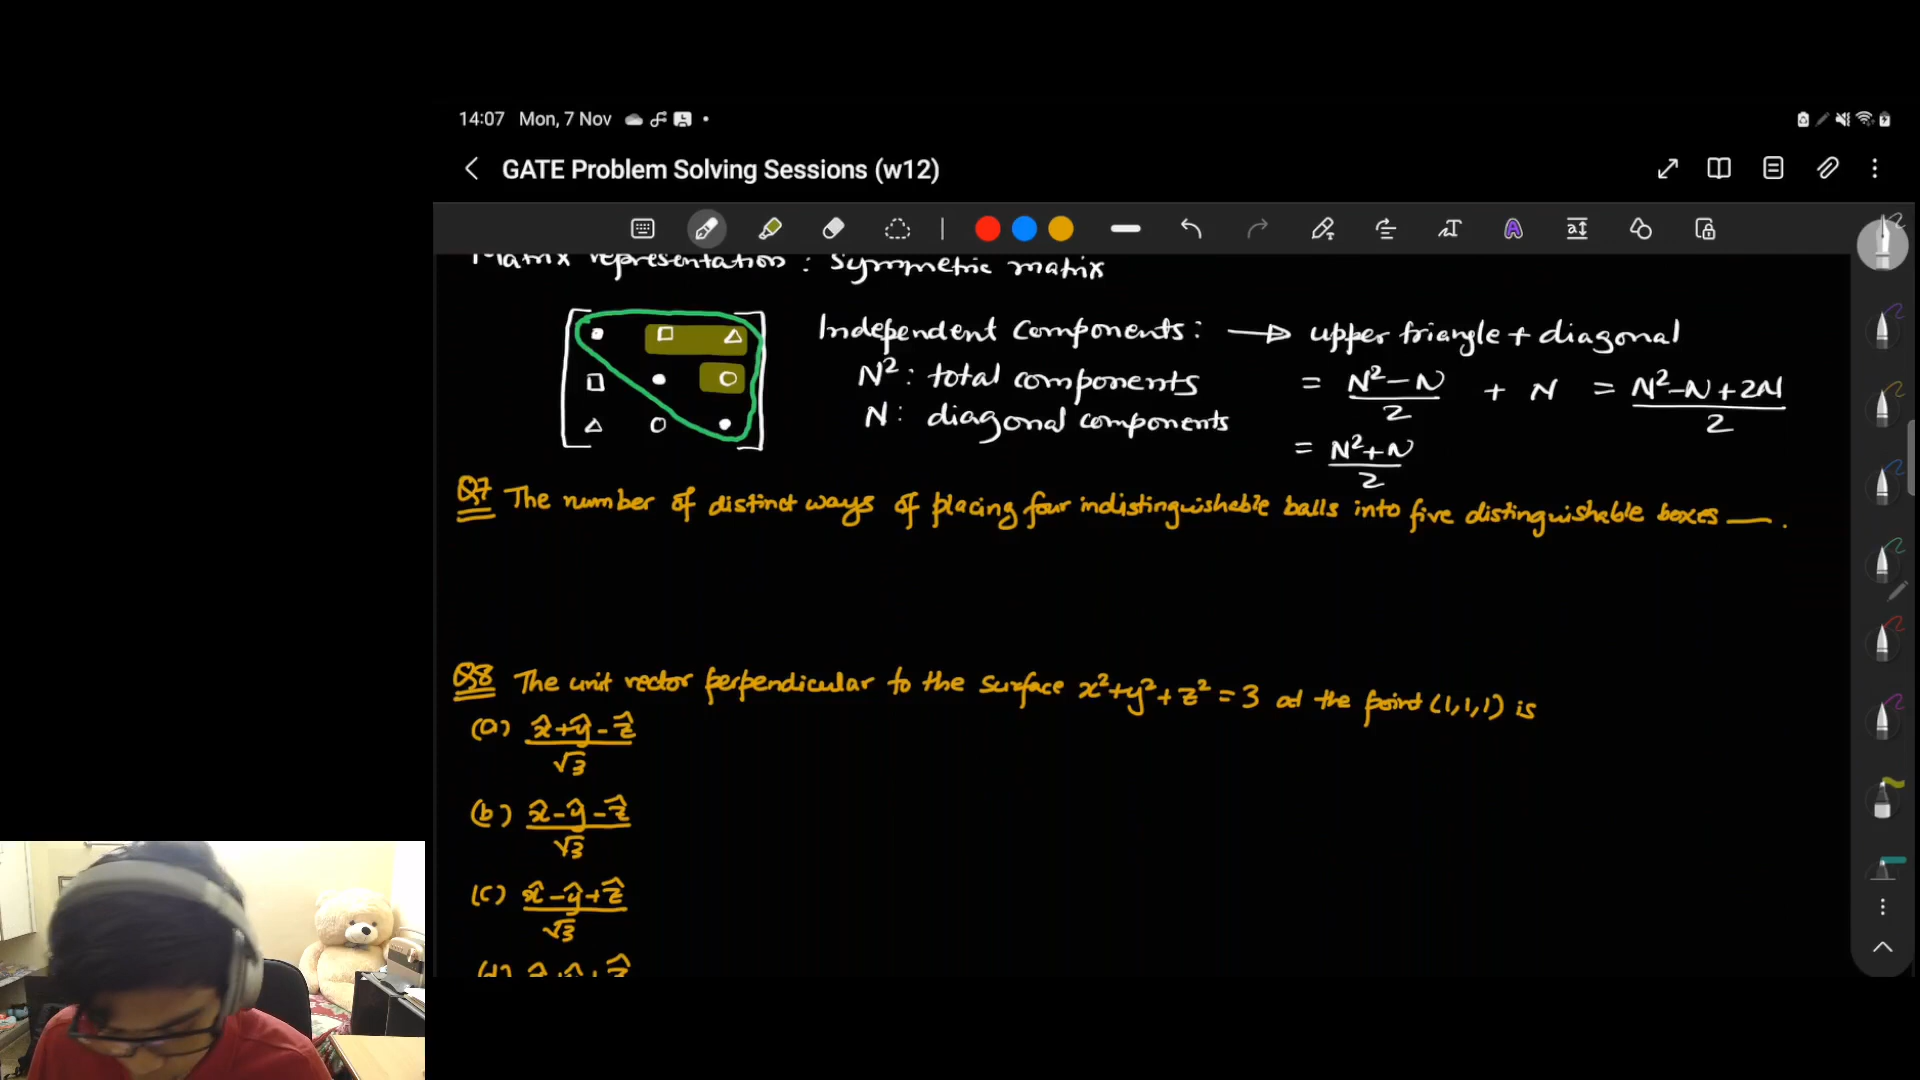 14:07 Mon, 7 Nov
GATE Problem Solving Sessions (w12)
Matrix representation : Symmetric matrix
Independent Components : → upper triangle + diagonal
N² : total components
N : diagonal components
= (N² - N)/2 + N = (N² - N + 2N)/2
= (N² + N)/2
Q7 The number of distinct ways of placing four indistinguishable balls into five distinguishable boxes __ .
Q8 The unit vector perpendicular to the surface x² + y² + z² = 3 at the point (1,1,1) is
(a) (x̂ + ŷ - ẑ)/√3
(b) (x̂ - ŷ - ẑ)/√3
(c) (x̂ - ŷ + ẑ)/√3